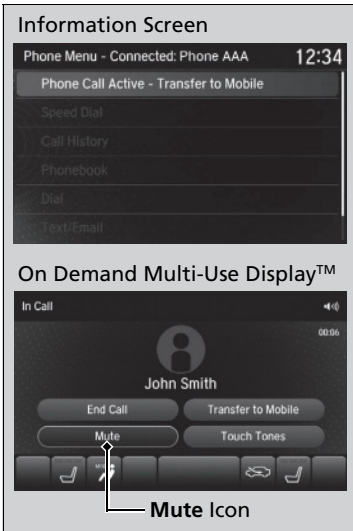 Information Screen
Phone Menu - Connected: Phone AAA 12:34
Phone Call Active - Transfer to Mobile
Speed Dial
Call History
Phonebook
Dial
Text/Email
On Demand Multi-Use Display™
In Call
00:06
John Smith
End Call Transfer to Mobile
Mute Touch Tones
Mute Icon